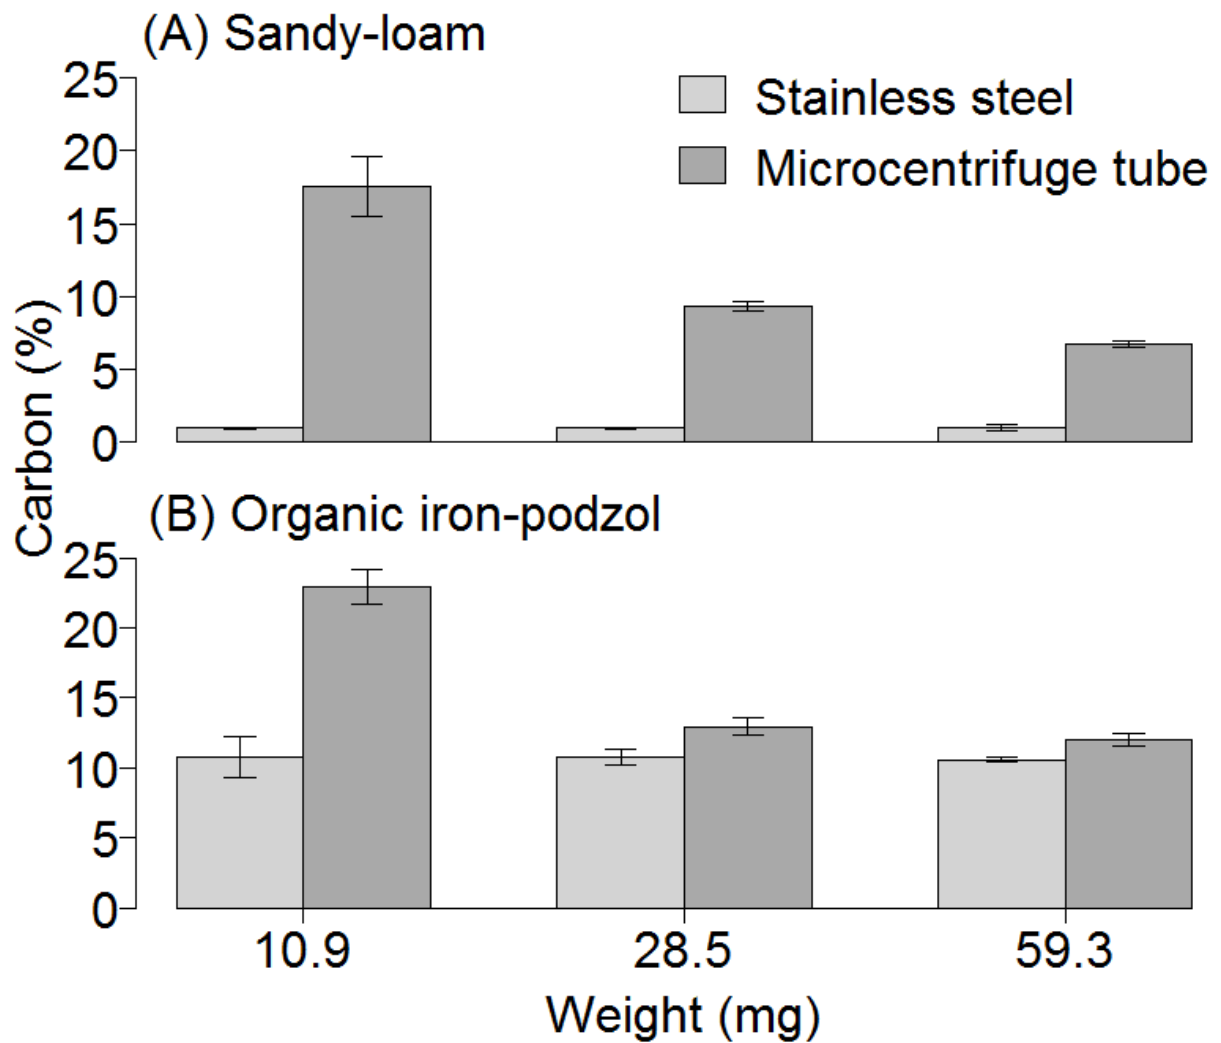 (A) Sandy-loam
Stainless steel
Microcentrifuge tube
25
20
15
10
5
0
Carbon (%)
(B) Organic iron-podzol
25
20
15
10
5
0
10.9 28.5 59.3
Weight (mg)